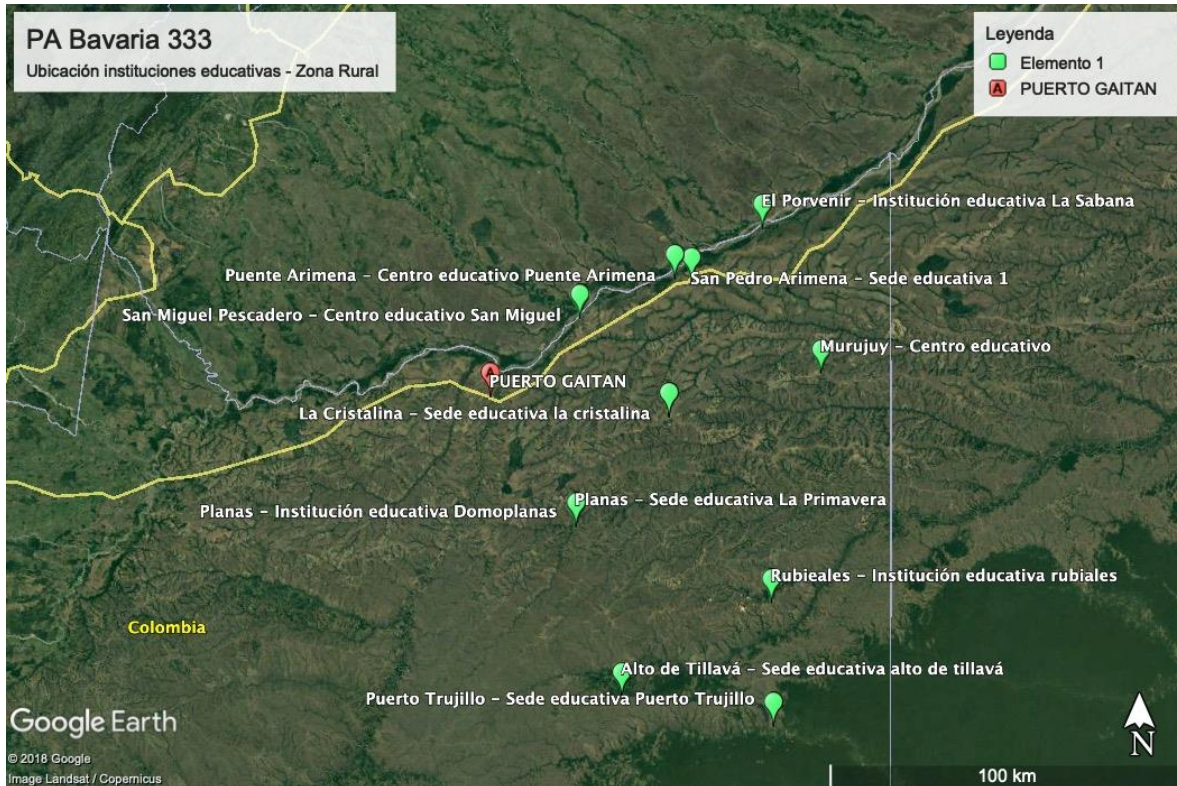 PA Bavaria 333
Ubicación instituciones educativas - Zona Rural
Leyenda
Elemento 1
A PUERTO GAITAN
El Porvenir – Institución educativa La Sabana
Puente Arimena – Centro educativo Puente Arimena
San Pedro Arimena – Sede educativa 1
San Miguel Pescadero – Centro educativo San Miguel
Murujuy – Centro educativo
A
PUERTO GAITAN
La Cristalina – Sede educativa la cristalina
Planas – Sede educativa La Primavera
Planas – Institución educativa Domoplanas
Rubieales – Institución educativa rubiales
Colombia
Alto de Tillavá – Sede educativa alto de tillavá
Puerto Trujillo – Sede educativa Puerto Trujillo
Google Earth
© 2018 Google
Image Landsat / Copernicus
N
100 km